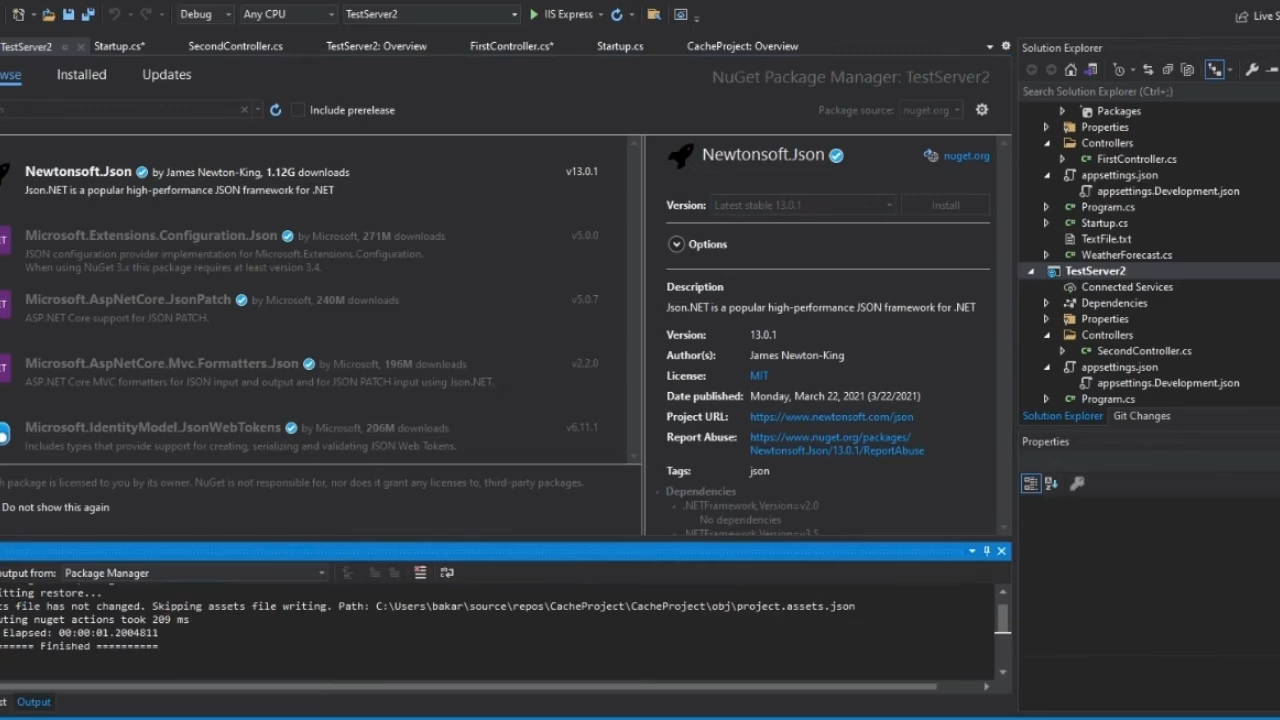 Debug Any CPU TestServer2 IIS Express Live S
TestServer2 Startup.cs* SecondController.cs TestServer2: Overview FirstController.cs* Startup.cs CacheProject: Overview
wse Installed Updates
NuGet Package Manager: TestServer2
Include prerelease
Package source: nuget.org
Newtonsoft.Json by James Newton-King, 1.12G downloads v13.0.1
Json.NET is a popular high-performance JSON framework for .NET
Microsoft.Extensions.Configuration.Json by Microsoft, 271M downloads v5.0.0
JSON configuration provider implementation for Microsoft.Extensions.Configuration.
When using NuGet 3.x this package requires at least version 3.4.
Microsoft.AspNetCore.JsonPatch by Microsoft, 240M downloads v5.0.7
ASP.NET Core support for JSON PATCH.
Microsoft.AspNetCore.Mvc.Formatters.Json by Microsoft, 196M downloads v2.2.0
ASP.NET Core MVC formatters for JSON input and output and for JSON PATCH input using Json.NET.
Microsoft.IdentityModel.JsonWebTokens by Microsoft, 206M downloads v6.11.1
Includes types that provide support for creating, serializing and validating JSON Web Tokens.
h package is licensed to you by its owner. NuGet is not responsible for, nor does it grant any licenses to, third-party packages.
Do not show this again
Newtonsoft.Json nuget.org
Version: Latest stable 13.0.1 Install
Options
Description
Json.NET is a popular high-performance JSON framework for .NET
Version: 13.0.1
Author(s): James Newton-King
License: MIT
Date published: Monday, March 22, 2021 (3/22/2021)
Project URL: https://www.newtonsoft.com/json
Report Abuse: https://www.nuget.org/packages/
Newtonsoft.Json/13.0.1/ReportAbuse
Tags: json
Dependencies
.NETFramework,Version=v2.0
No dependencies
.NETFramework,Version=v3.5
utput from: Package Manager
itting restore...
s file has not changed. Skipping assets file writing. Path: C:\Users\bakar\source\repos\CacheProject\CacheProject\obj\project.assets.json
uting nuget actions took 209 ms
Elapsed: 00:00:01.2004811
====== Finished ==========
st Output
Solution Explorer
Search Solution Explorer (Ctrl+;)
Packages
Properties
Controllers
C# FirstController.cs
appsettings.json
appsettings.Development.json
C# Program.cs
C# Startup.cs
TextFile.txt
C# WeatherForecast.cs
TestServer2
Connected Services
Dependencies
Properties
Controllers
C# SecondController.cs
appsettings.json
appsettings.Development.json
C# Program.cs
Solution Explorer Git Changes
Properties